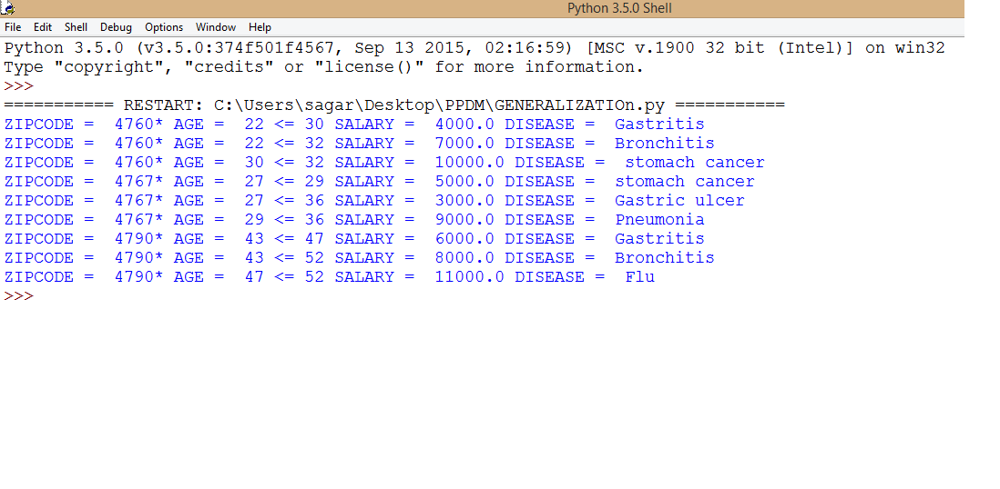 Python 3.5.0 Shell
File Edit Shell Debug Options Window Help
Python 3.5.0 (v3.5.0:374f501f4567, Sep 13 2015, 02:16:59) [MSC v.1900 32 bit (Intel)] on win32
Type "copyright", "credits" or "license()" for more information.
>>>
=========== RESTART: C:\Users\sagar\Desktop\PPDM\GENERALIZATIOn.py ===========
ZIPCODE =  4760* AGE =  22 <= 30 SALARY =  4000.0 DISEASE =  Gastritis
ZIPCODE =  4760* AGE =  22 <= 32 SALARY =  7000.0 DISEASE =  Bronchitis
ZIPCODE =  4760* AGE =  30 <= 32 SALARY =  10000.0 DISEASE =  stomach cancer
ZIPCODE =  4767* AGE =  27 <= 29 SALARY =  5000.0 DISEASE =  stomach cancer
ZIPCODE =  4767* AGE =  27 <= 36 SALARY =  3000.0 DISEASE =  Gastric ulcer
ZIPCODE =  4767* AGE =  29 <= 36 SALARY =  9000.0 DISEASE =  Pneumonia
ZIPCODE =  4790* AGE =  43 <= 47 SALARY =  6000.0 DISEASE =  Gastritis
ZIPCODE =  4790* AGE =  43 <= 52 SALARY =  8000.0 DISEASE =  Bronchitis
ZIPCODE =  4790* AGE =  47 <= 52 SALARY =  11000.0 DISEASE =  Flu
>>>